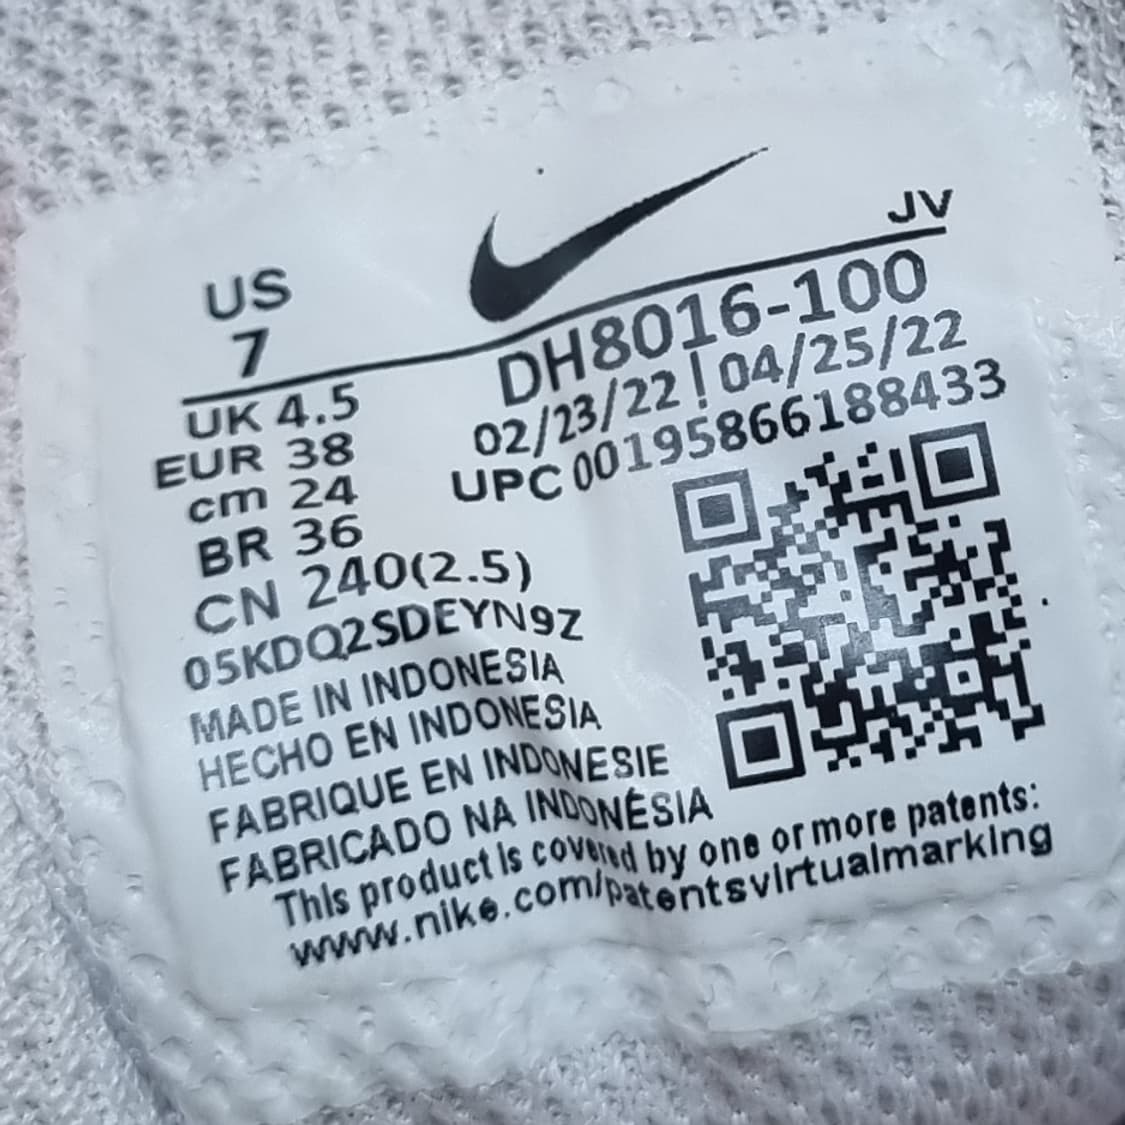 JV
US
7
DH8016-100
02/23/22 | 04/25/22
UPC 00195866188433
UK 4.5
EUR 38
cm 24
BR 36
CN 240(2.5)
05KDQ2SDEYN9Z
MADE IN INDONESIA
HECHO EN INDONESIA
FABRIQUE EN INDONESIE
FABRICADO NA INDONÉSIA
This product is covered by one or more patents:
www.nike.com/patentsvirtualmarking